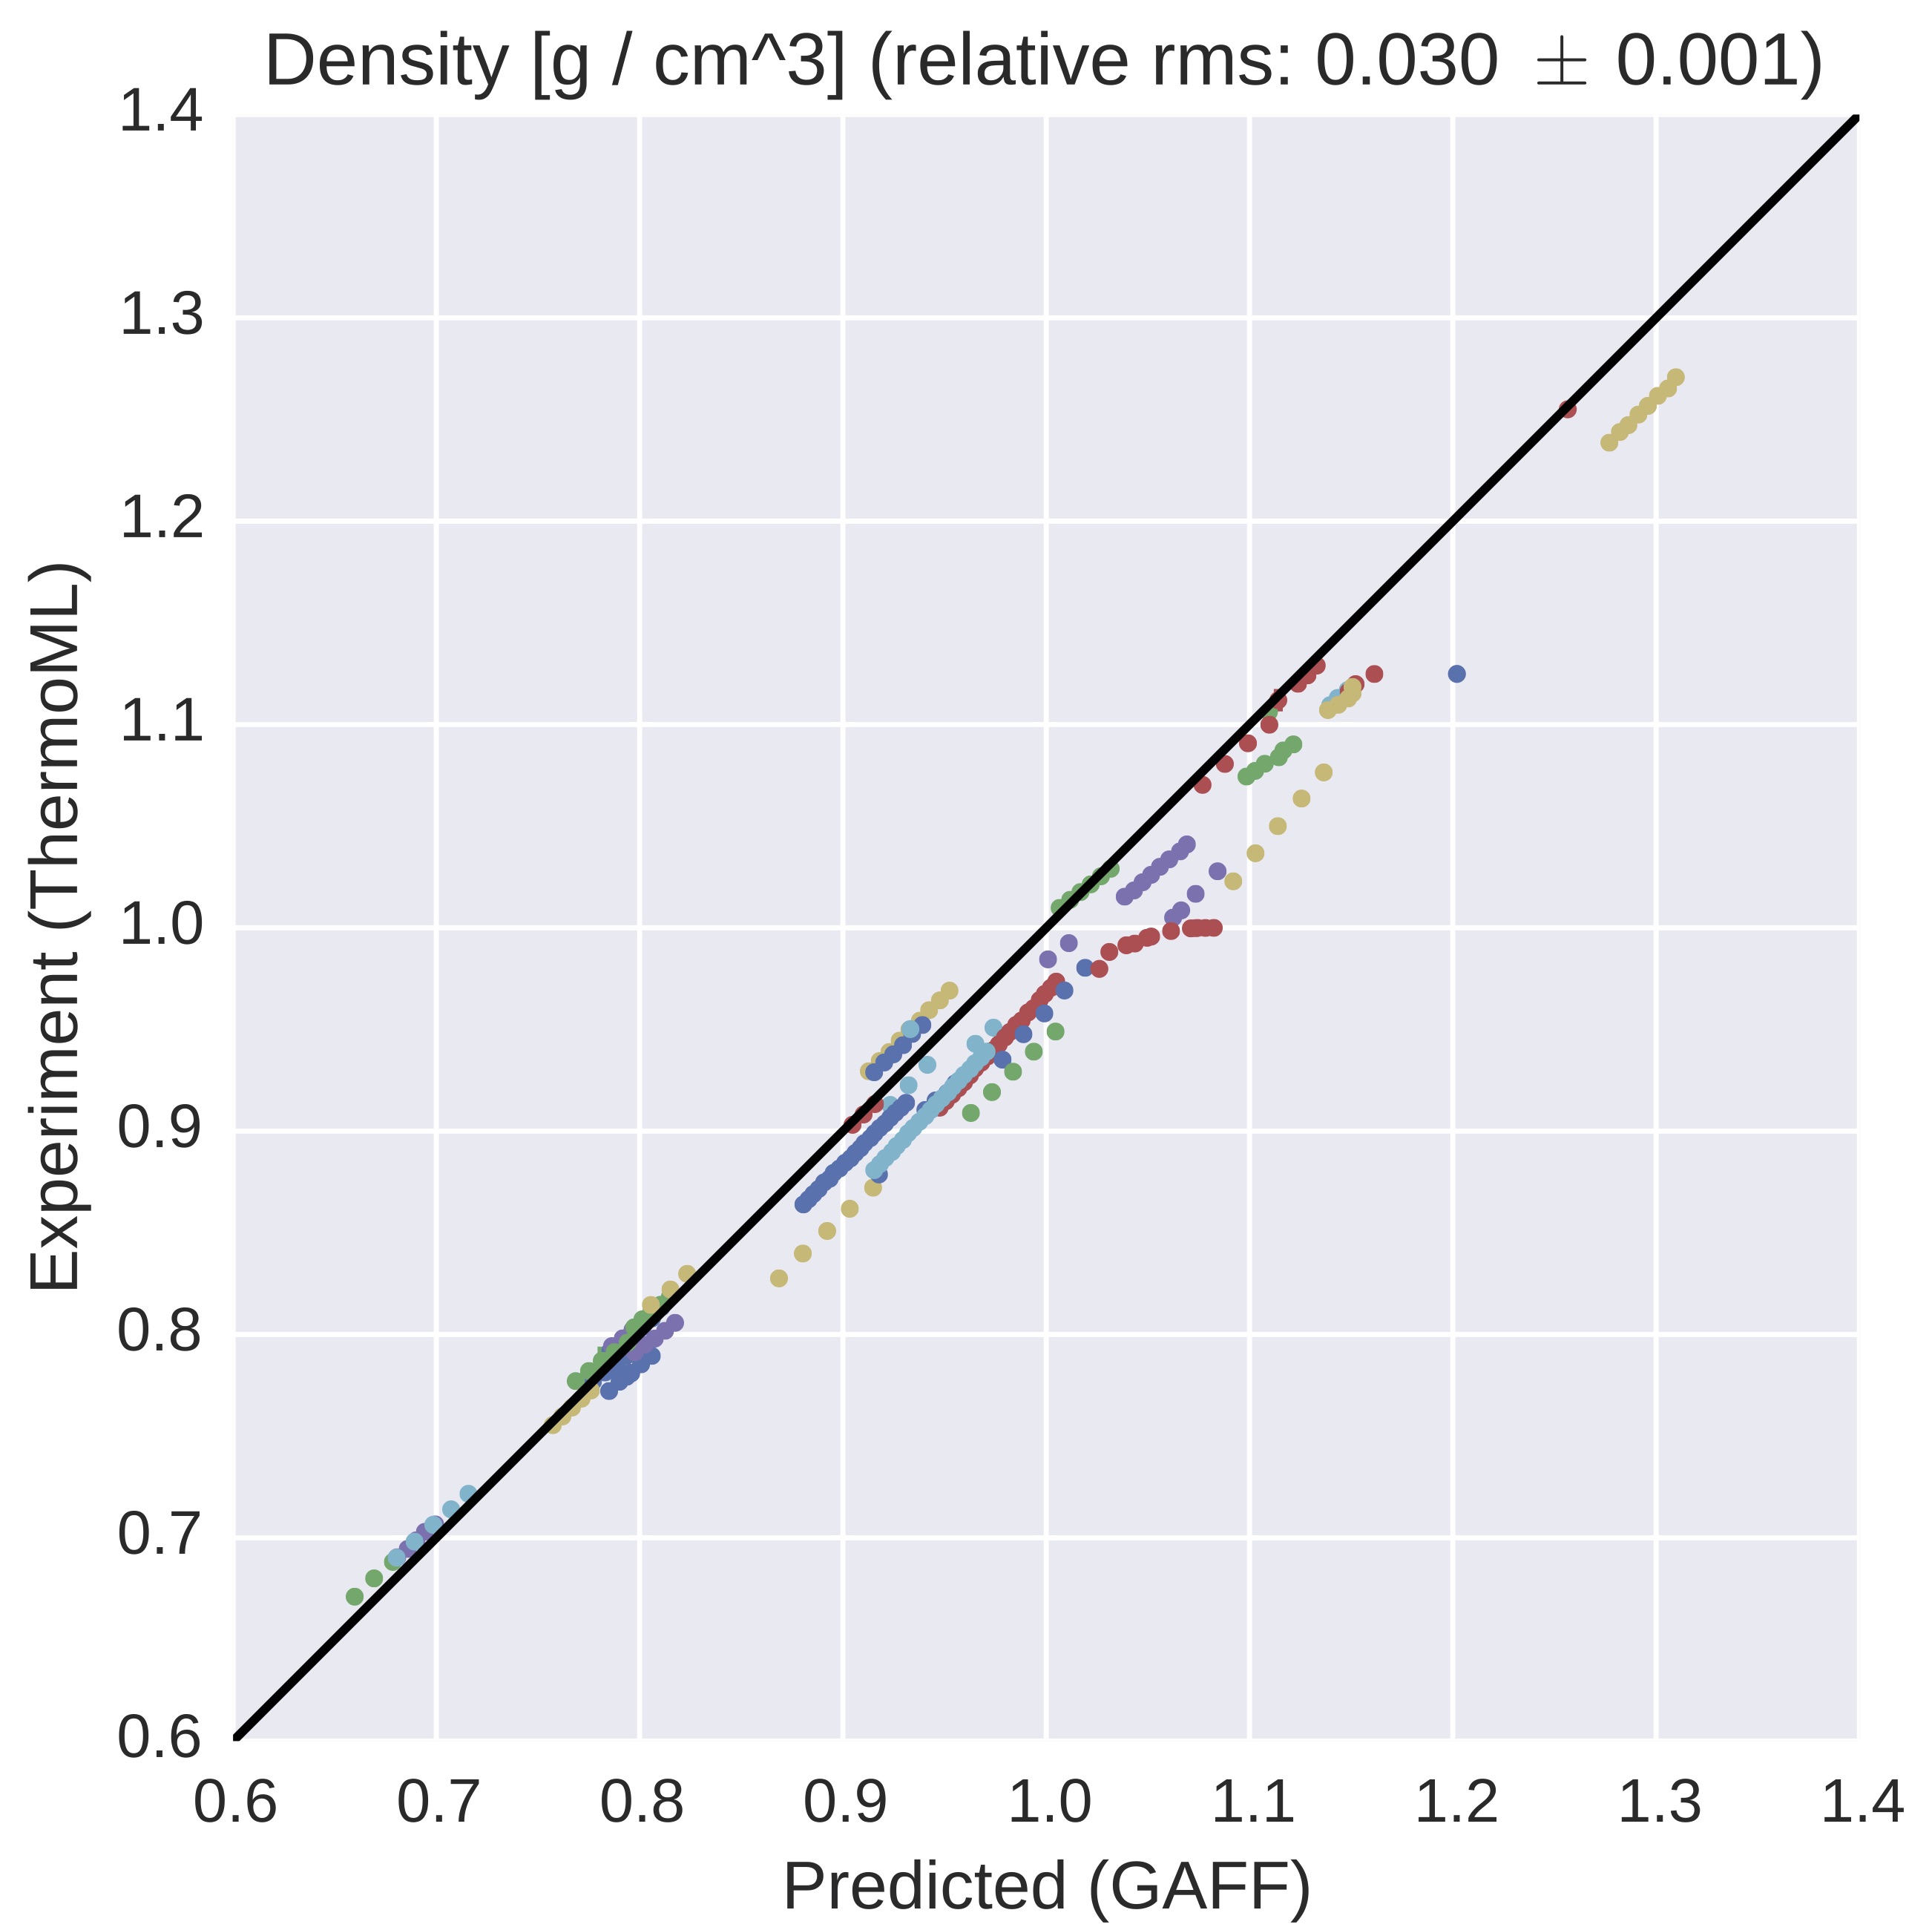 Density [g / cm^3] (relative rms: 0.030 ± 0.001)
1.4
1.3
1.2
1.1
1.0
0.9
0.8
0.7
0.6
Experiment (ThermoML)
0.6 0.7 0.8 0.9 1.0 1.1 1.2 1.3 1.4
Predicted (GAFF)